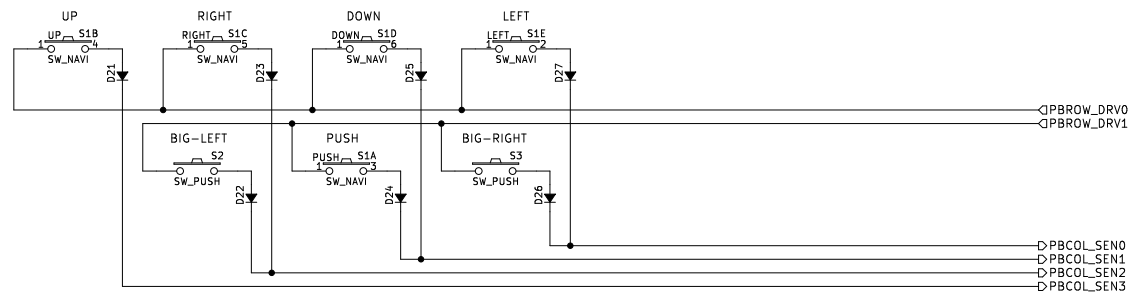 UP RIGHT DOWN LEFT
UP S1B RIGHT S1C DOWN S1D LEFT S1E
1 4 1 5 1 6 1 2
SW_NAVI SW_NAVI SW_NAVI SW_NAVI
D21 D23 D25 D27
PBROW_DRV0
PBROW_DRV1
BIG-LEFT PUSH BIG-RIGHT
S2 PUSH S1A S3
1 3
SW_PUSH SW_NAVI SW_PUSH
D22 D24 D26
PBCOL_SEN0
PBCOL_SEN1
PBCOL_SEN2
PBCOL_SEN3